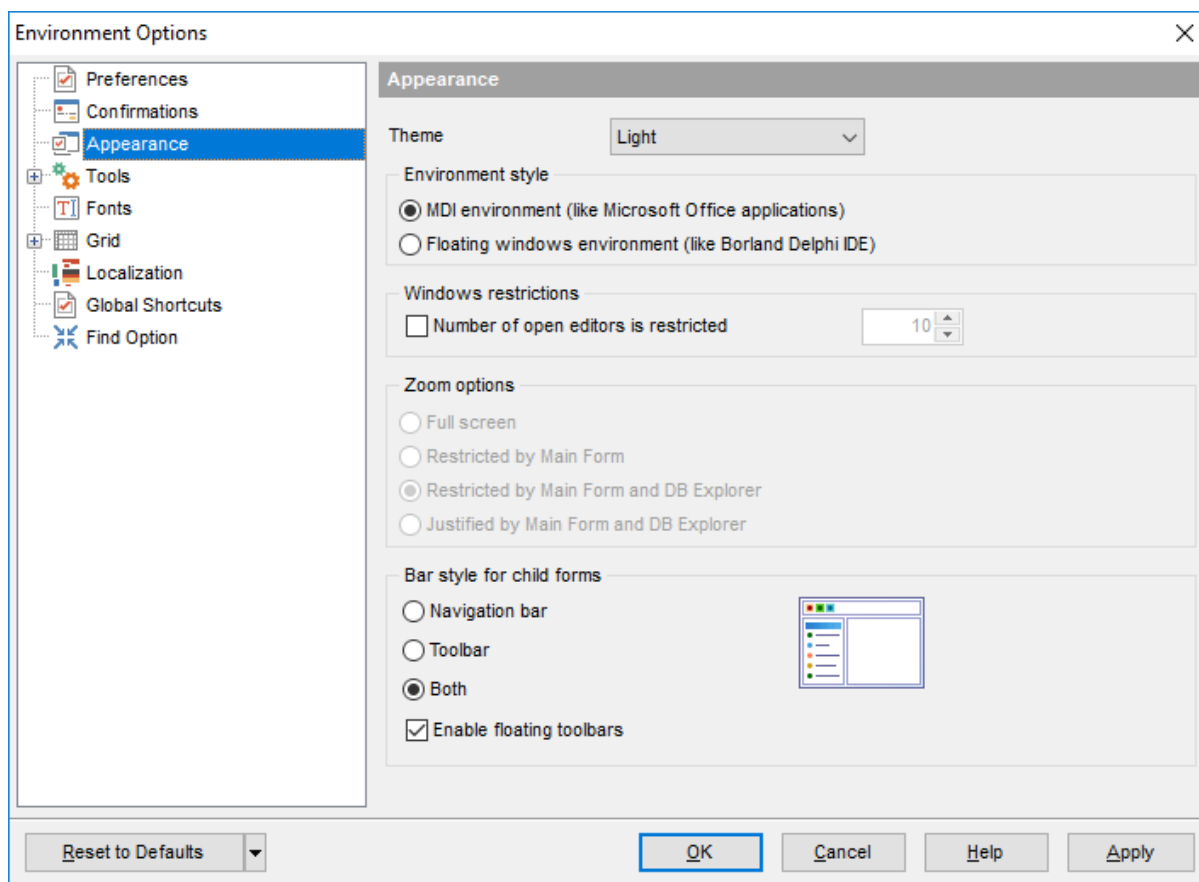 Environment Options
Preferences
Confirmations
Appearance
Tools
Fonts
Grid
Localization
Global Shortcuts
Find Option
Appearance
Theme Light
Environment style
MDI environment (like Microsoft Office applications)
Floating windows environment (like Borland Delphi IDE)
Windows restrictions
Number of open editors is restricted 10
Zoom options
Full screen
Restricted by Main Form
Restricted by Main Form and DB Explorer
Justified by Main Form and DB Explorer
Bar style for child forms
Navigation bar
Toolbar
Both
Enable floating toolbars
Reset to Defaults OK Cancel Help Apply